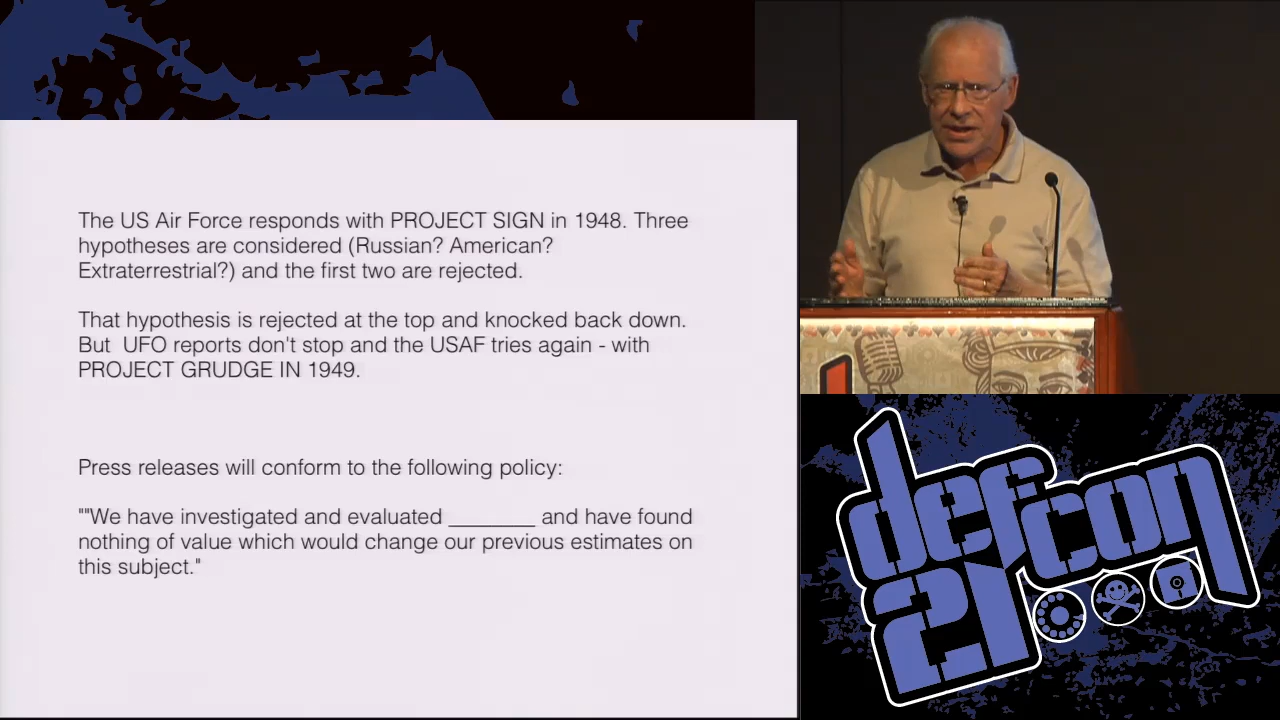 The US Air Force responds with PROJECT SIGN in 1948. Three
hypotheses are considered (Russian? American?
Extraterrestrial?) and the first two are rejected.
That hypothesis is rejected at the top and knocked back down.
But  UFO reports don't stop and the USAF tries again - with
PROJECT GRUDGE IN 1949.
Press releases will conform to the following policy:
""We have investigated and evaluated ________ and have found
nothing of value which would change our previous estimates on
this subject."
defcon
21